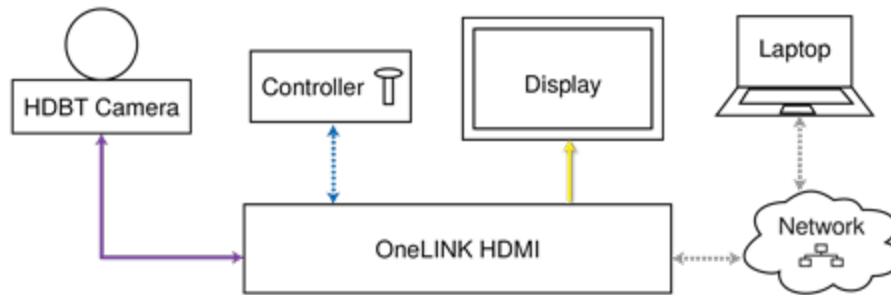 HDBT Camera
Controller
Display
Laptop
OneLINK HDMI
Network